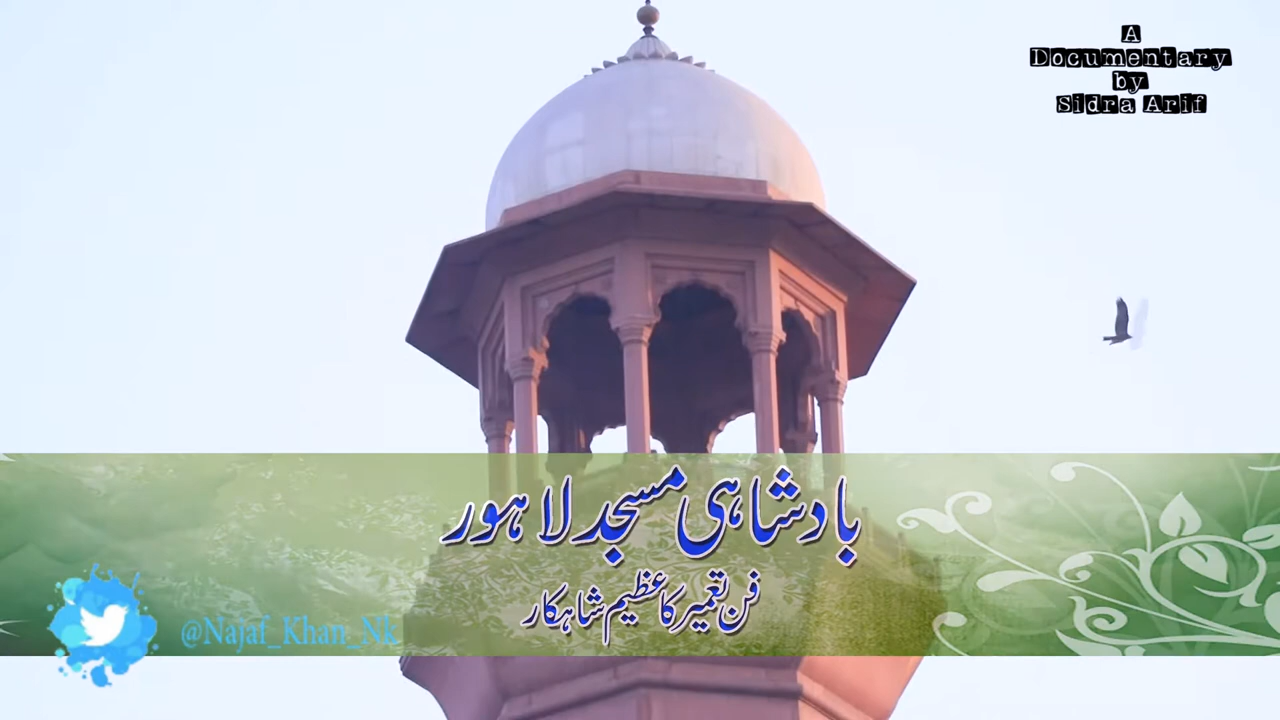 A
Documentary
by
Sidra Arif
بادشاہی مسجد لاہور
فن تعمیر کا عظیم شاہکار
@Najaf_Khan_Nk